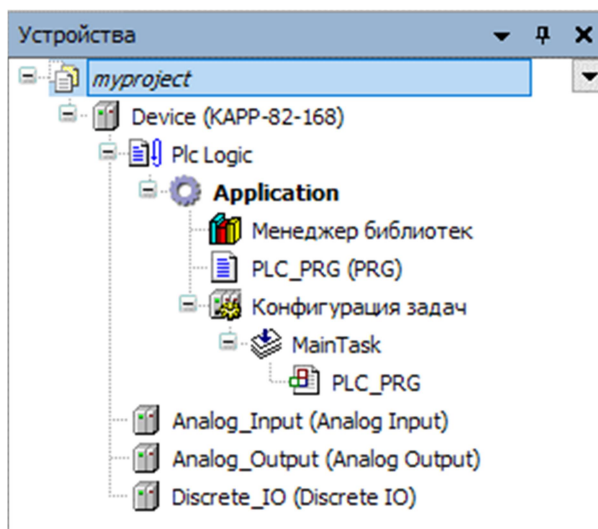 Устройства
myproject
Device (KAPP-82-168)
Plc Logic
Application
Менеджер библиотек
PLC_PRG (PRG)
Конфигурация задач
MainTask
PLC_PRG
Analog_Input (Analog Input)
Analog_Output (Analog Output)
Discrete_IO (Discrete IO)